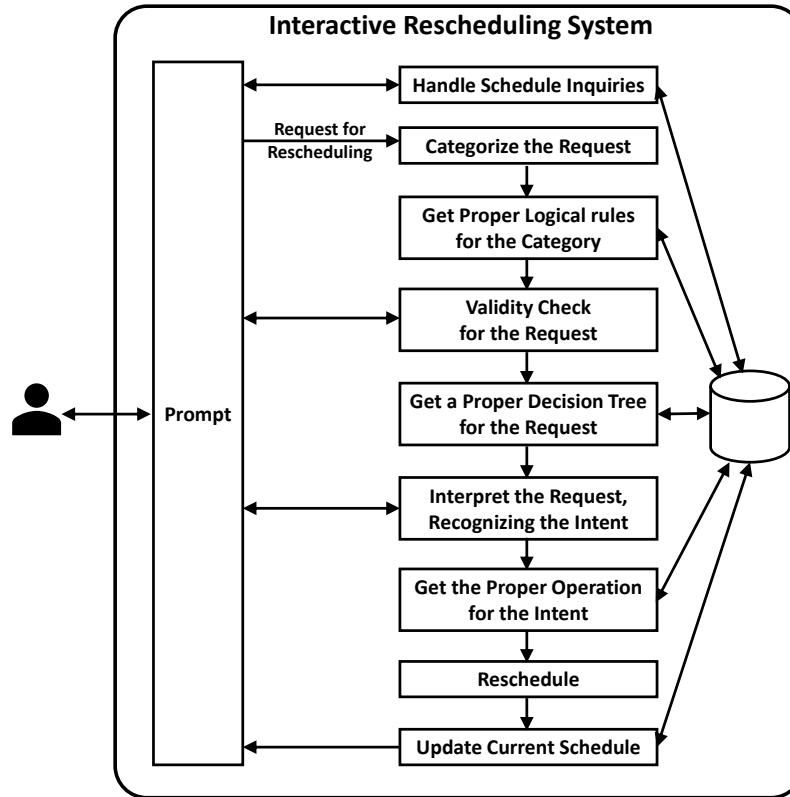 Interactive Rescheduling System
Handle Schedule Inquiries
Request for
Rescheduling
Categorize the Request
Get Proper Logical rules
for the Category
Validity Check
for the Request
Prompt
Get a Proper Decision Tree
for the Request
Interpret the Request,
Recognizing the Intent
Get the Proper Operation
for the Intent
Reschedule
Update Current Schedule